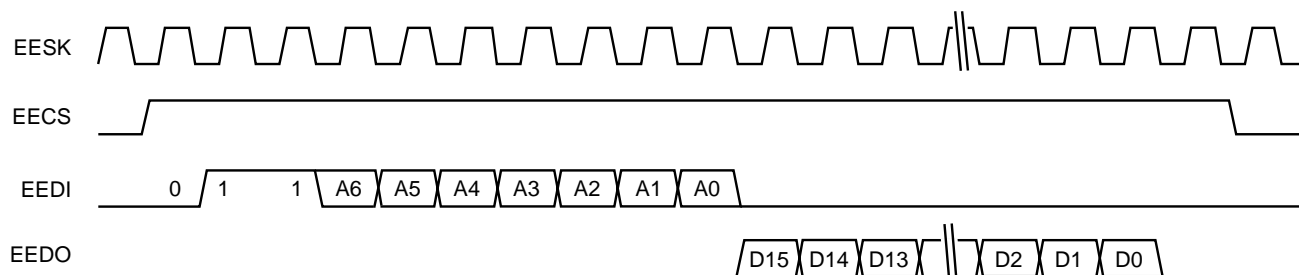 EESK
EECS
EEDI 0 1 1 A6 A5 A4 A3 A2 A1 A0
EEDO D15 D14 D13 D2 D1 D0